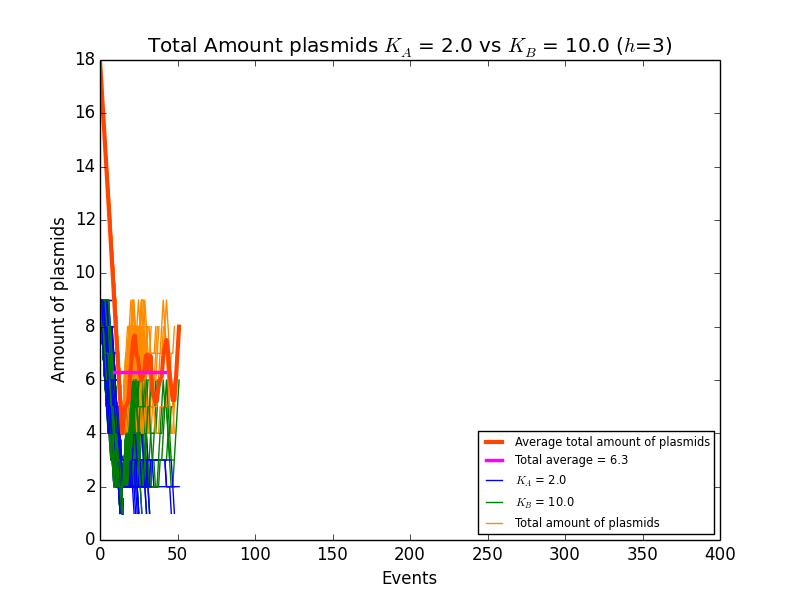 Total Amount plasmids K_A = 2.0 vs K_B = 10.0 (h=3)
Amount of plasmids
18
16
14
12
10
8
6
4
2
0
0 50 100 150 200 250 300 350 400
Events
Average total amount of plasmids
Total average = 6.3
K_A = 2.0
K_B = 10.0
Total amount of plasmids